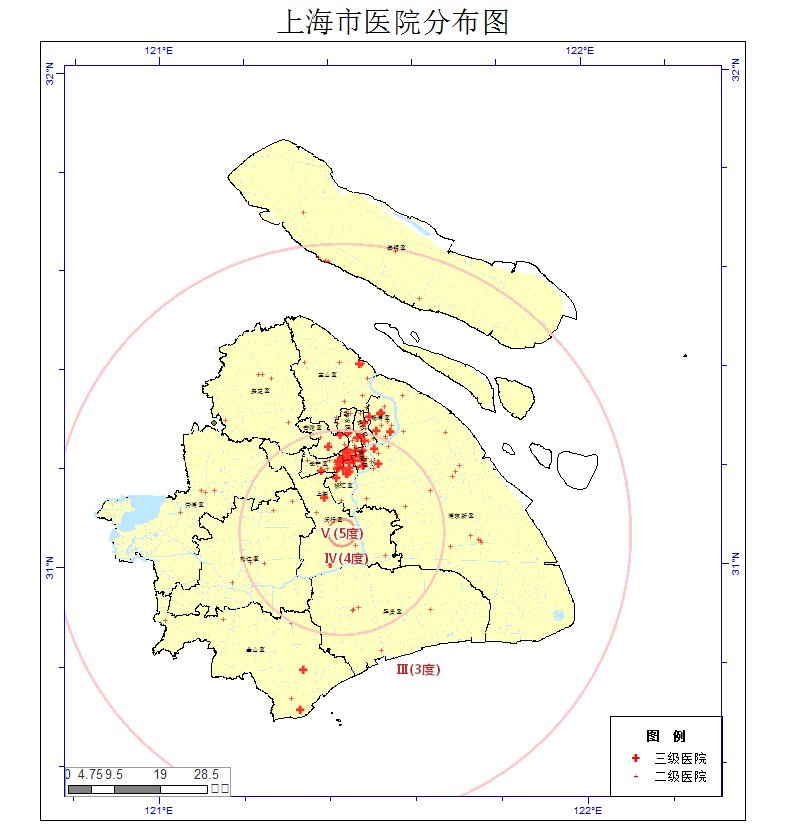 上海市医院分布图
121°E
122°E
32°N
32°N
崇明区
宝山区
嘉定区
青浦区
浦东新区
闵行区
松江区
V (5度)
IV (4度)
31°N
31°N
奉贤区
金山区
III (3度)
图 例
三级医院
二级医院
0 4.75 9.5 19 28.5
121°E
122°E